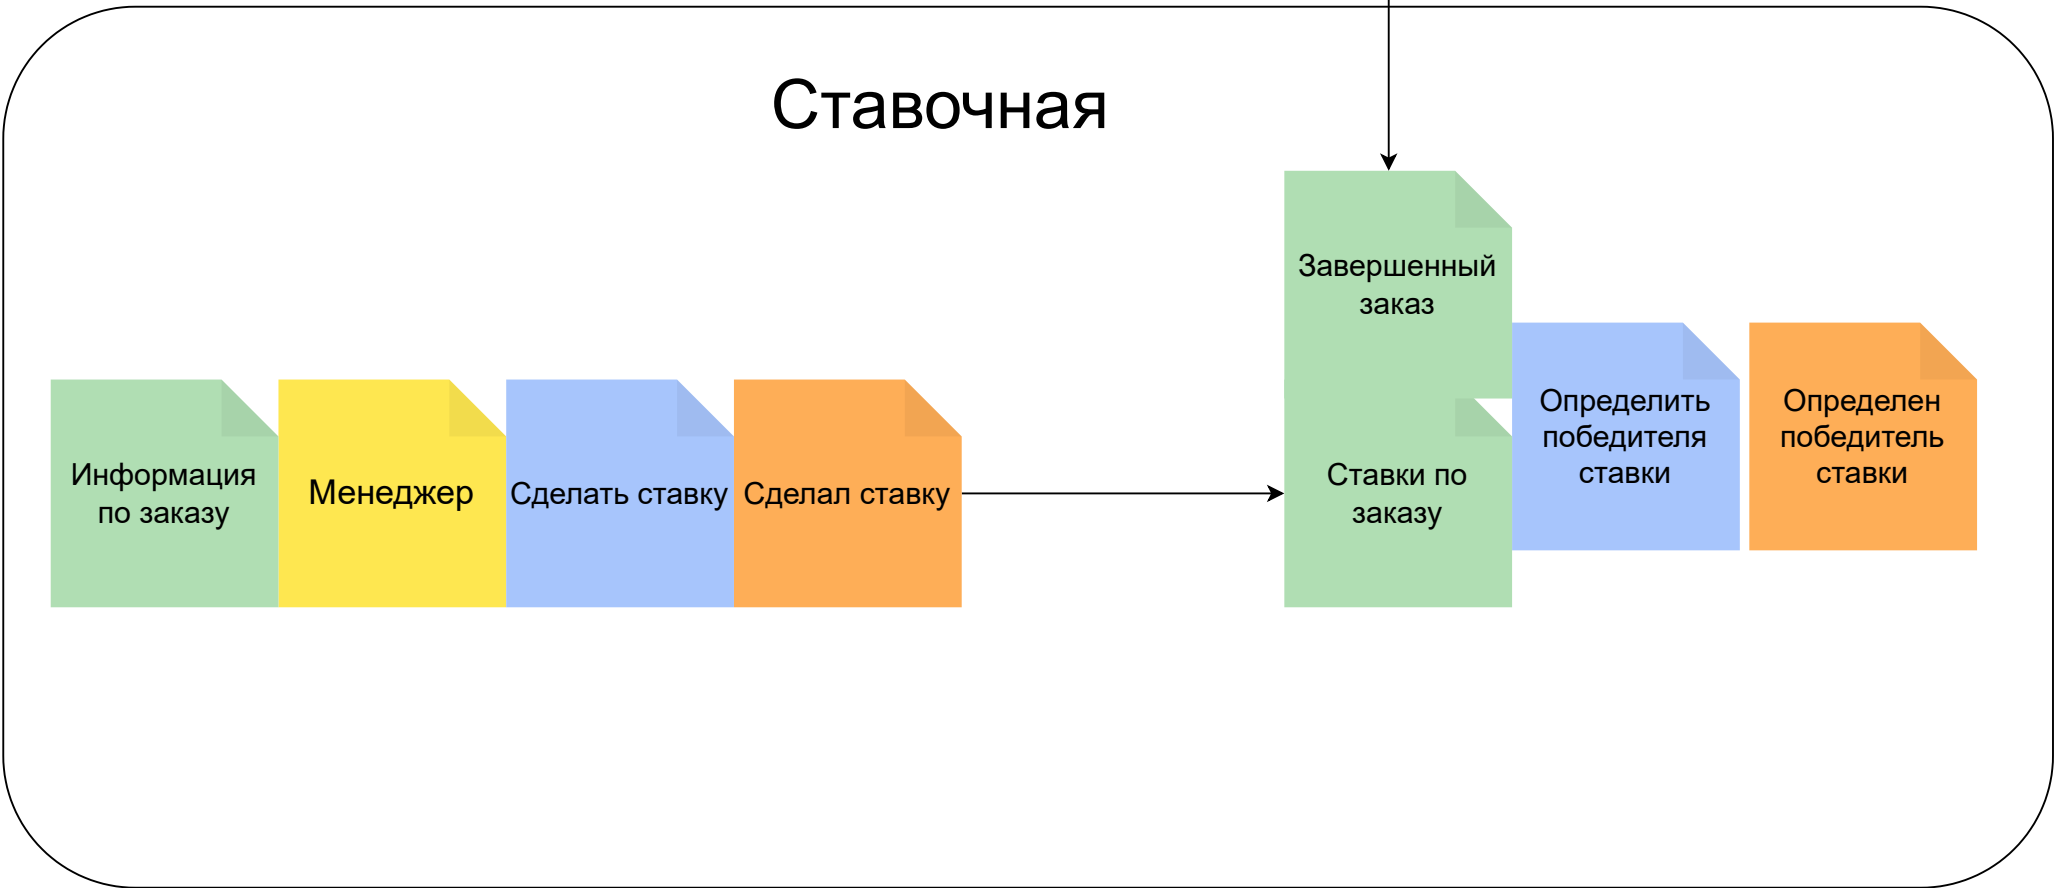 Ставочная
Завершенный
заказ
Информация
по заказу
Менеджер
Сделать ставку
Сделал ставку
Ставки по
заказу
Определить
победителя
ставки
Определен
победитель
ставки